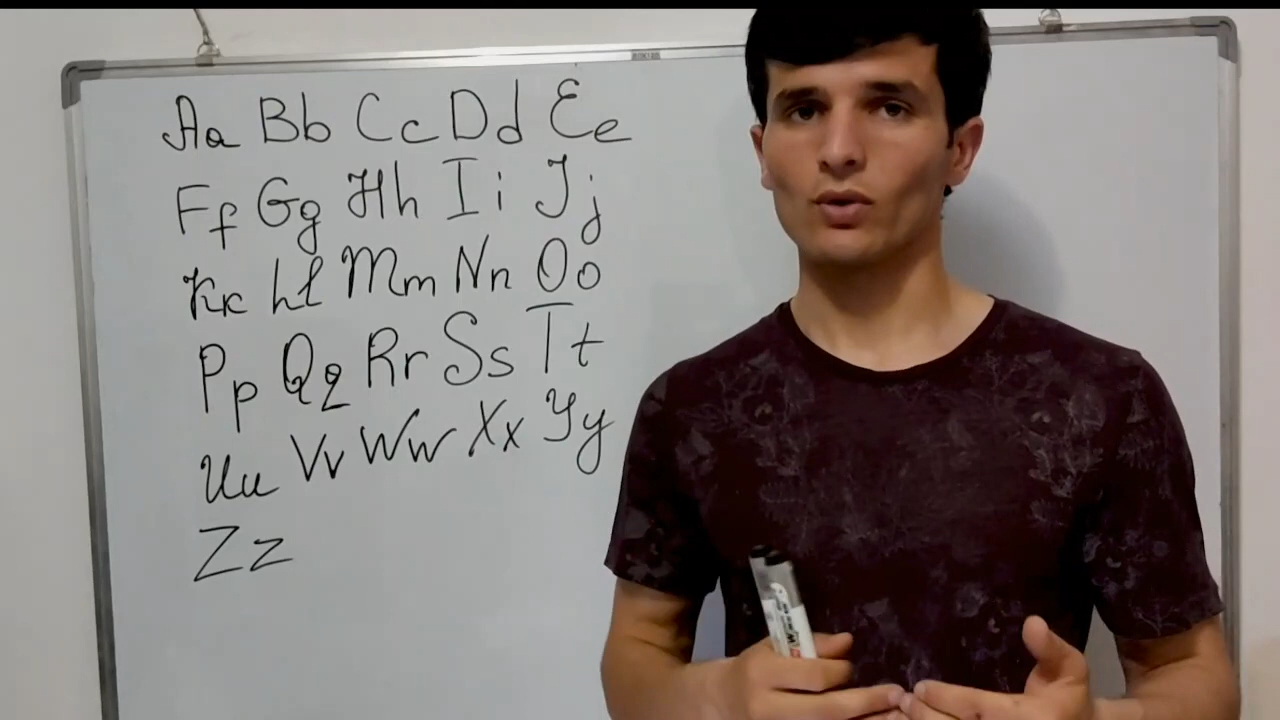 Aa Bb Cc Dd Ee
Ff Gg Hh Ii Jj
Kk Ll Mm Nn Oo
Pp Qq Rr Ss Tt
Uu Vv Ww Xx Yy
Zz